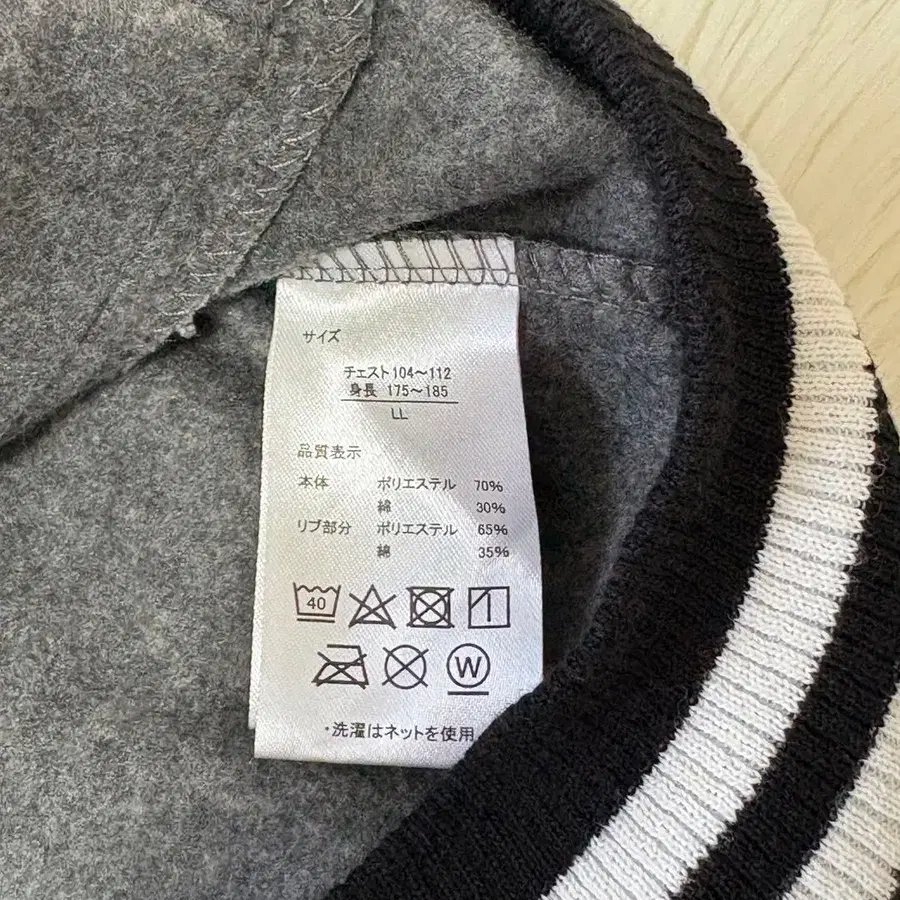 サイズ
チェスト104～112
身長 175～185
LL
品質表示
本体 ポリエステル 70%
綿 30%
リブ部分 ポリエステル 65%
綿 35%
40
W
・洗濯はネットを使用